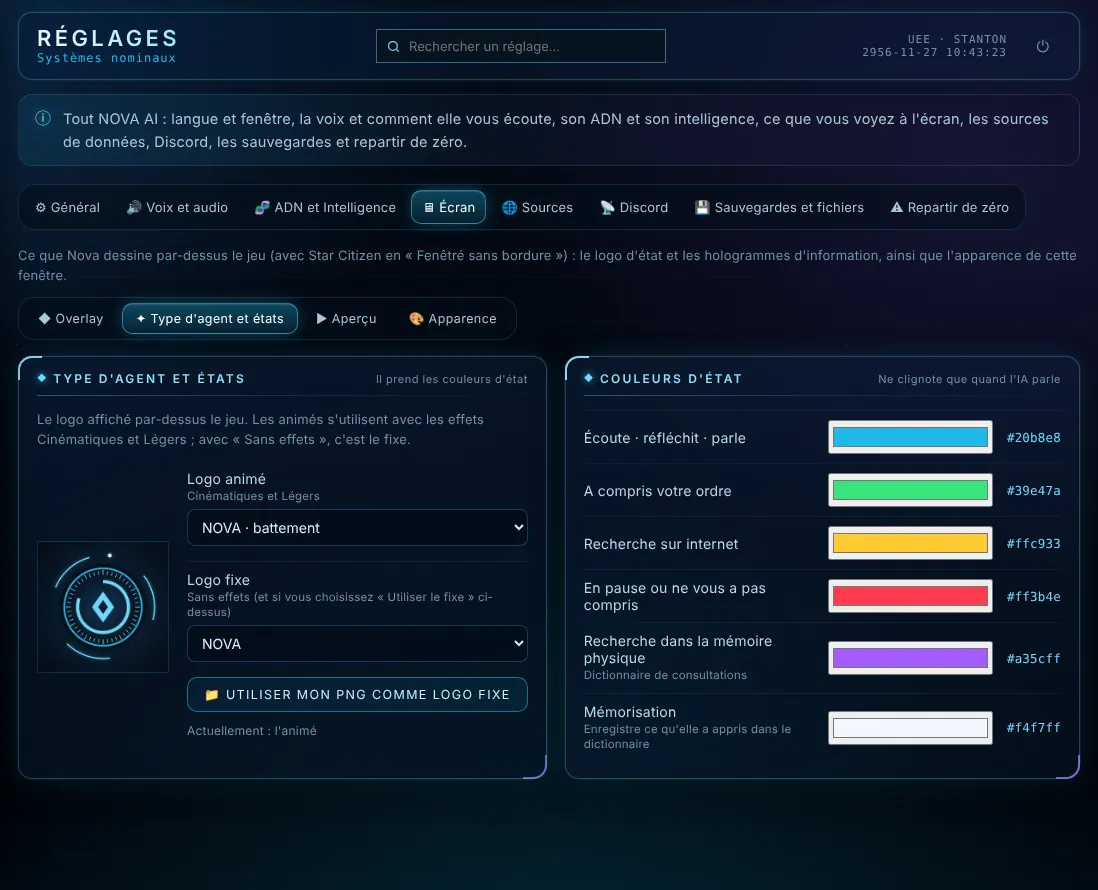 RÉGLAGES
Systèmes nominaux
Rechercher un réglage...
UEE · STANTON
2956-11-27 10:43:23
Tout NOVA AI : langue et fenêtre, la voix et comment elle vous écoute, son ADN et son intelligence, ce que vous voyez à l'écran, les sources
de données, Discord, les sauvegardes et repartir de zéro.
Général
Voix et audio
ADN et Intelligence
Écran
Sources
Discord
Sauvegardes et fichiers
Repartir de zéro
Ce que Nova dessine par-dessus le jeu (avec Star Citizen en « Fenêtré sans bordure ») : le logo d'état et les hologrammes d'information, ainsi que l'apparence de cette
fenêtre.
Overlay
Type d'agent et états
Aperçu
Apparence
TYPE D'AGENT ET ÉTATS
Il prend les couleurs d'état
Le logo affiché par-dessus le jeu. Les animés s'utilisent avec les effets
Cinématiques et Légers ; avec « Sans effets », c'est le fixe.
Logo animé
Cinématiques et Légers
NOVA · battement
Logo fixe
Sans effets (et si vous choisissez « Utiliser le fixe » ci-
dessus)
NOVA
UTILISER MON PNG COMME LOGO FIXE
Actuellement : l'animé
COULEURS D'ÉTAT
Ne clignote que quand l'IA parle
Écoute · réfléchit · parle
#20b8e8
A compris votre ordre
#39e47a
Recherche sur internet
#ffc933
En pause ou ne vous a pas
compris
#ff3b4e
Recherche dans la mémoire
physique
Dictionnaire de consultations
#a35cff
Mémorisation
Enregistre ce qu'elle a appris dans le
dictionnaire
#f4f7ff